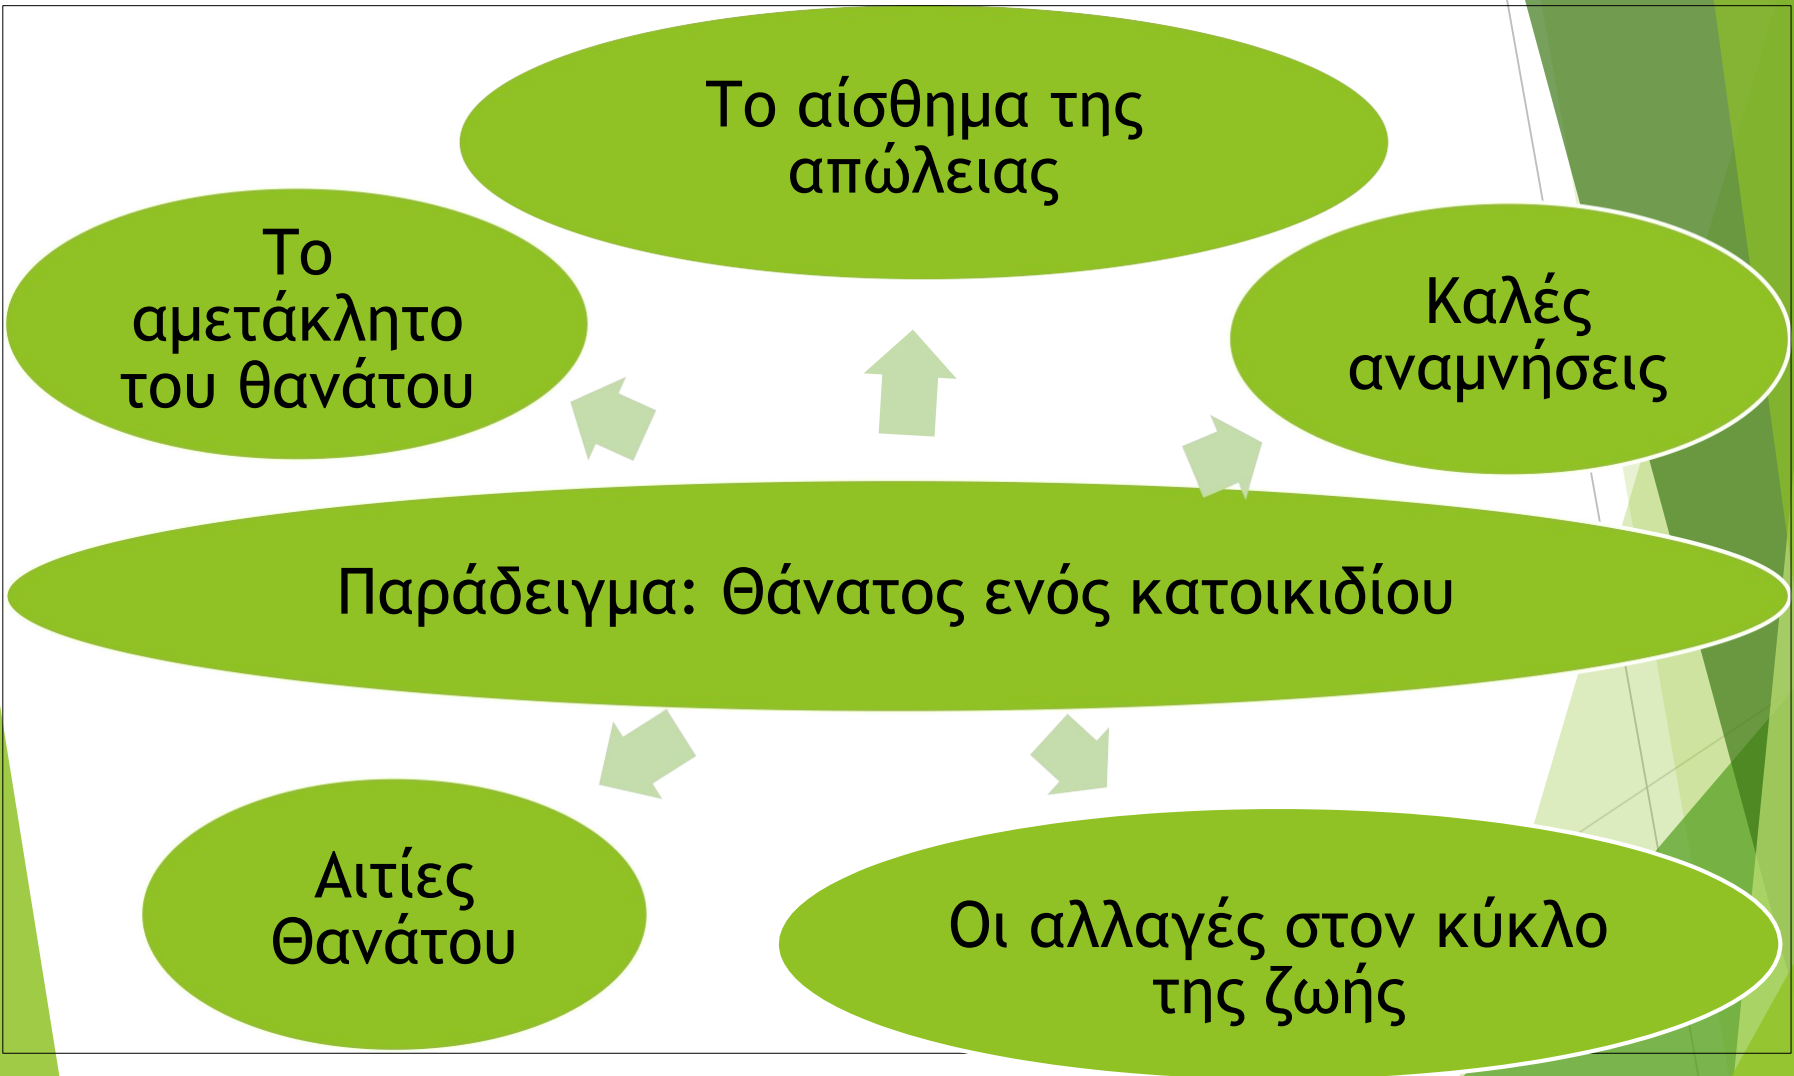 Το αίσθημα της
απώλειας
Το
αμετάκλητο
του θανάτου
Καλές
αναμνήσεις
Παράδειγμα: Θάνατος ενός κατοικιδίου
Αιτίες
Θανάτου
Οι αλλαγές στον κύκλο
της ζωής